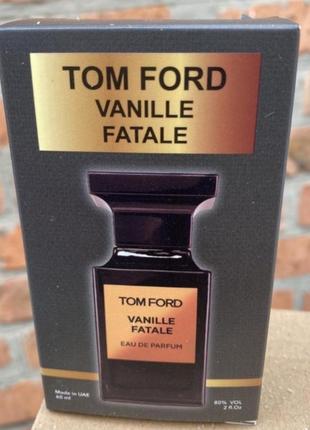 TOM FORD
VANILLE
FATALE
TOM FORD
VANILLE
FATALE
EAU DE PARFUM
Made in UAE
60 ml
80% VOL
2 fl.Oz